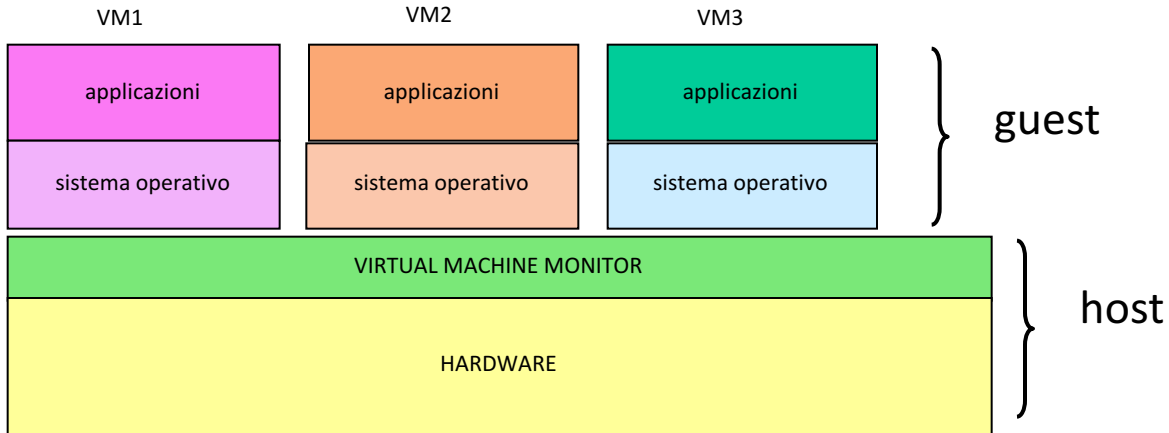 VM1
VM2
VM3
applicazioni
applicazioni
applicazioni
guest
sistema operativo
sistema operativo
sistema operativo
VIRTUAL MACHINE MONITOR
host
HARDWARE